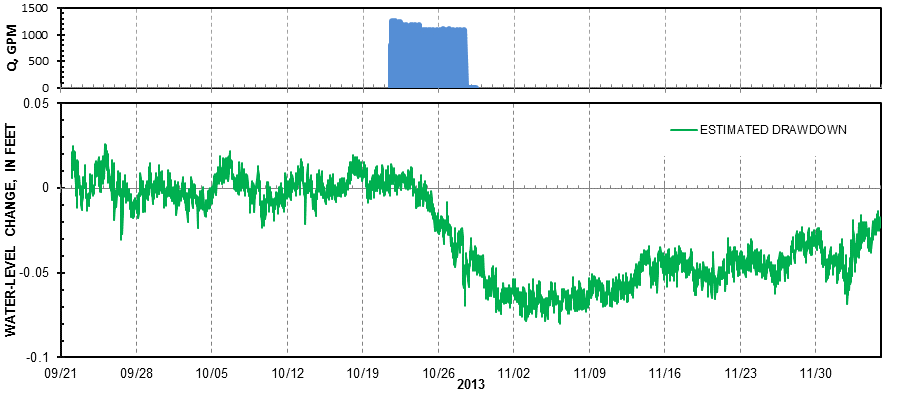 1500
1000
500
0
Q, GPM
0.05
0
-0.05
-0.1
WATER-LEVEL CHANGE, IN FEET
ESTIMATED DRAWDOWN
09/21 09/28 10/05 10/12 10/19 10/26 11/02 11/09 11/16 11/23 11/30
2013